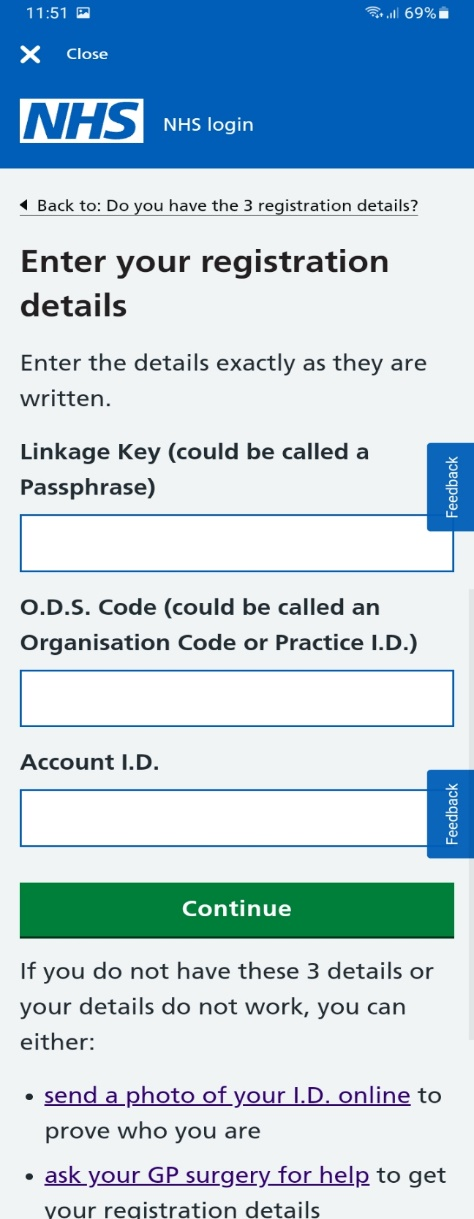 11:51 69%
Close
NHS NHS login
Back to: Do you have the 3 registration details?
Enter your registration
details
Enter the details exactly as they are
written.
Linkage Key (could be called a
Passphrase)
Feedback
O.D.S. Code (could be called an
Organisation Code or Practice I.D.)
Account I.D.
Feedback
Continue
If you do not have these 3 details or
your details do not work, you can
either:
• send a photo of your I.D. online to
prove who you are
• ask your GP surgery for help to get
your registration details